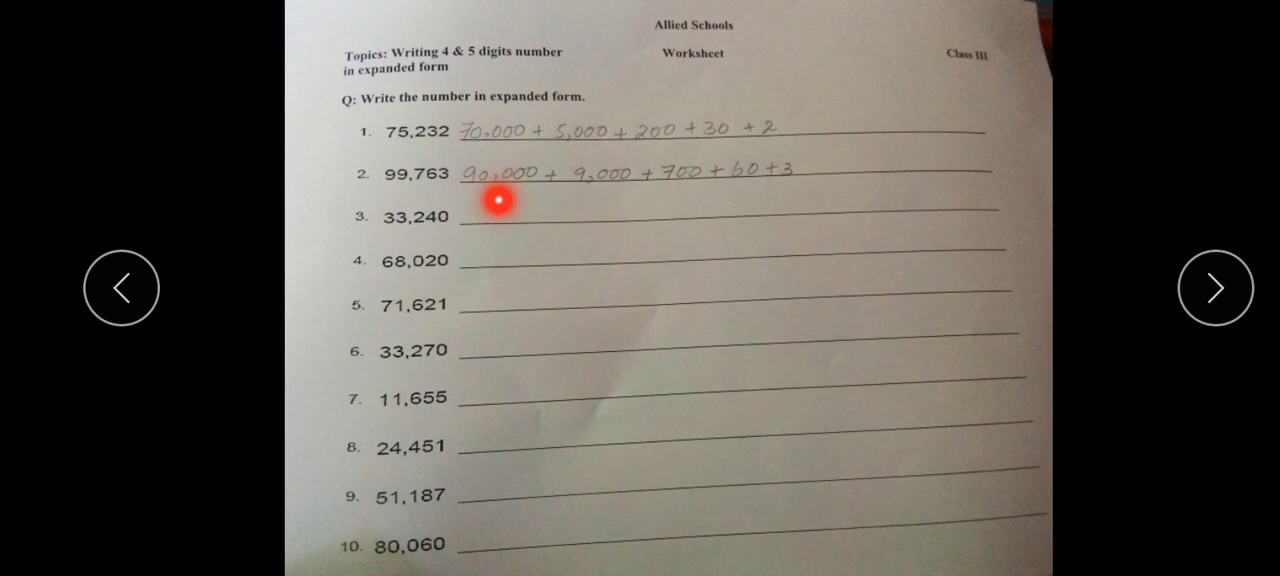 Allied Schools
Topics: Writing 4 & 5 digits number in expanded form
Worksheet
Class III
Q: Write the number in expanded form.
1. 75,232 70,000 + 5,000 + 200 + 30 + 2
2. 99,763 90,000 + 9,000 + 700 + 60 + 3
3. 33,240
4. 68,020
5. 71,621
6. 33,270
7. 11,655
8. 24,451
9. 51,187
10. 80,060